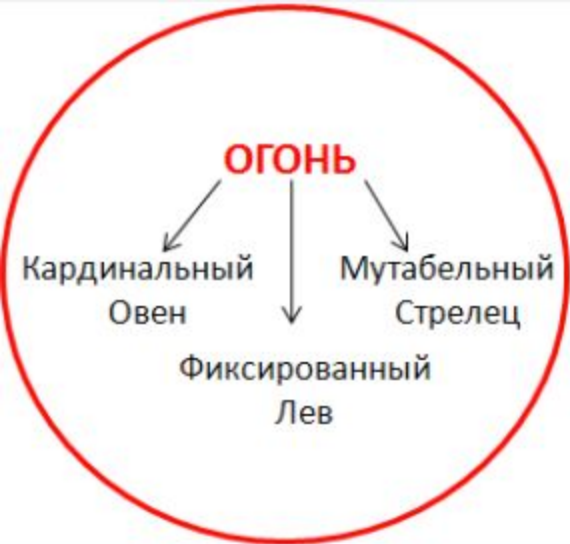 ОГОНЬ
Кардинальный
Овен
Мутабельный
Стрелец
Фиксированный
Лев